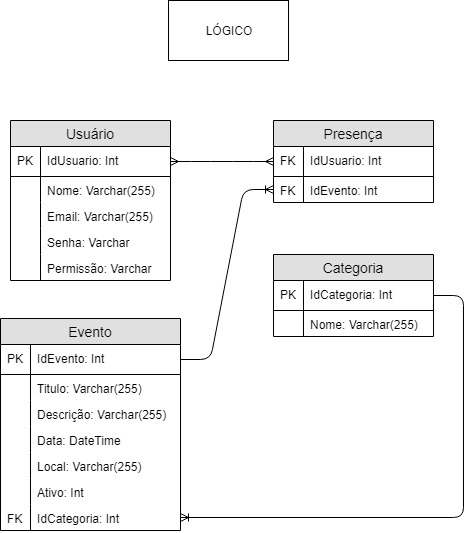 LÓGICO
Usuário
PK IdUsuario: Int
Nome: Varchar(255)
Email: Varchar(255)
Senha: Varchar
Permissão: Varchar
Presença
FK IdUsuario: Int
FK IdEvento: Int
Categoria
PK IdCategoria: Int
Nome: Varchar(255)
Evento
PK IdEvento: Int
Titulo: Varchar(255)
Descrição: Varchar(255)
Data: DateTime
Local: Varchar(255)
Ativo: Int
FK IdCategoria: Int